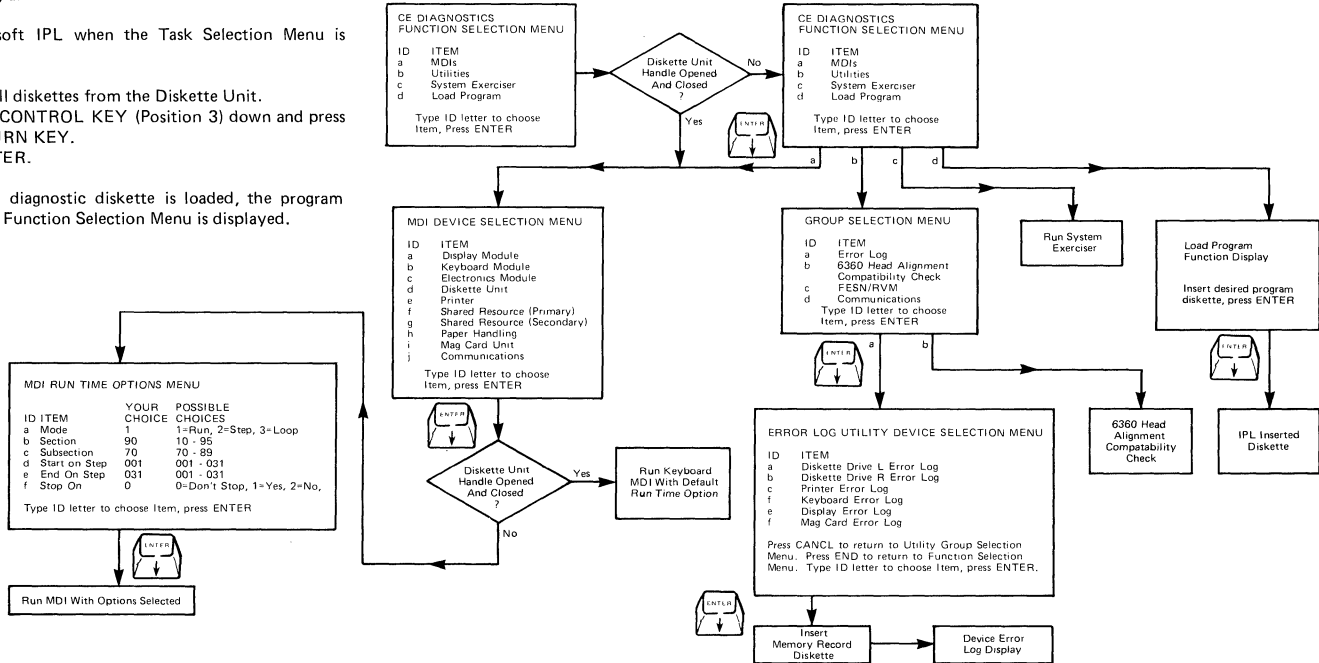 soft IPL when the Task Selection Menu is
ll diskettes from the Diskette Unit.
CONTROL KEY (Position 3) down and press
URN KEY.
TER.
diagnostic diskette is loaded, the program
Function Selection Menu is displayed.
CE DIAGNOSTICS
FUNCTION SELECTION MENU
ID ITEM
a MDIs
b Utilities
c System Exerciser
d Load Program
Type ID letter to choose
Item, Press ENTER
Diskette Unit
Handle Opened
And Closed
?
No
Yes
CE DIAGNOSTICS
FUNCTION SELECTION MENU
ID ITEM
a MDIs
b Utilities
c System Exerciser
d Load Program
Type ID letter to choose
Item, press ENTER
ENTER
a b c d
MDI DEVICE SELECTION MENU
ID ITEM
a Display Module
b Keyboard Module
c Electronics Module
d Diskette Unit
e Printer
f Shared Resource (Primary)
g Shared Resource (Secondary)
h Paper Handling
i Mag Card Unit
j Communications
Type ID letter to choose
Item, press ENTER
ENTER
GROUP SELECTION MENU
ID ITEM
a Error Log
b 6360 Head Alignment
Compatibility Check
c FESN/RVM
d Communications
Type ID letter to choose
Item, press ENTER
ENTER
a b
Run System
Exerciser
Load Program
Function Display
Insert desired program
diskette, press ENTER
ENTER
IPL Inserted
Diskette
6360 Head
Alignment
Compatability
Check
MDI RUN TIME OPTIONS MENU
YOUR POSSIBLE
ID ITEM CHOICE CHOICES
a Mode 1 1=Run, 2=Step, 3=Loop
b Section 90 10 - 95
c Subsection 70 70 - 89
d Start on Step 001 001 - 031
e End On Step 031 001 - 031
f Stop On 0 0=Don't Stop, 1=Yes, 2=No,
Type ID letter to choose Item, press ENTER
ENTER
Run MDI With Options Selected
Diskette Unit
Handle Opened
And Closed
?
Yes
No
Run Keyboard
MDI With Default
Run Time Option
ERROR LOG UTILITY DEVICE SELECTION MENU
ID ITEM
a Diskette Drive L Error Log
b Diskette Drive R Error Log
c Printer Error Log
f Keyboard Error Log
e Display Error Log
f Mag Card Error Log
Press CANCL to return to Utility Group Selection
Menu. Press END to return to Function Selection
Menu. Type ID letter to choose Item, press ENTER.
ENTER
Insert
Memory Record
Diskette
Device Error
Log Display